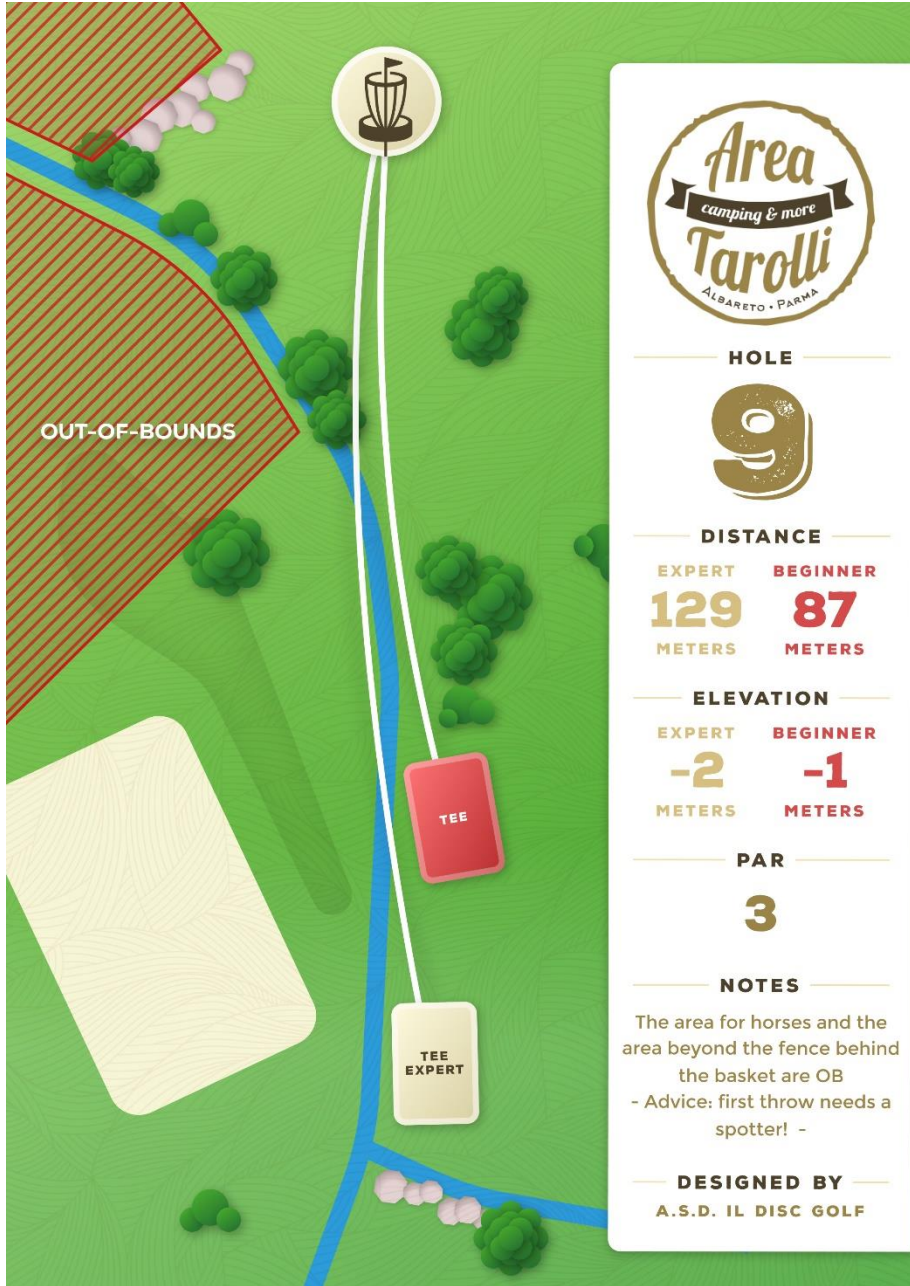 OUT-OF-BOUNDS
TEE
TEE
EXPERT
Area
camping & more
Tarolli
ALBARETO • PARMA
HOLE
9
DISTANCE
EXPERT BEGINNER
129 87
METERS METERS
ELEVATION
EXPERT BEGINNER
-2 -1
METERS METERS
PAR
3
NOTES
The area for horses and the
area beyond the fence behind
the basket are OB
- Advice: first throw needs a
spotter! -
DESIGNED BY
A.S.D. IL DISC GOLF